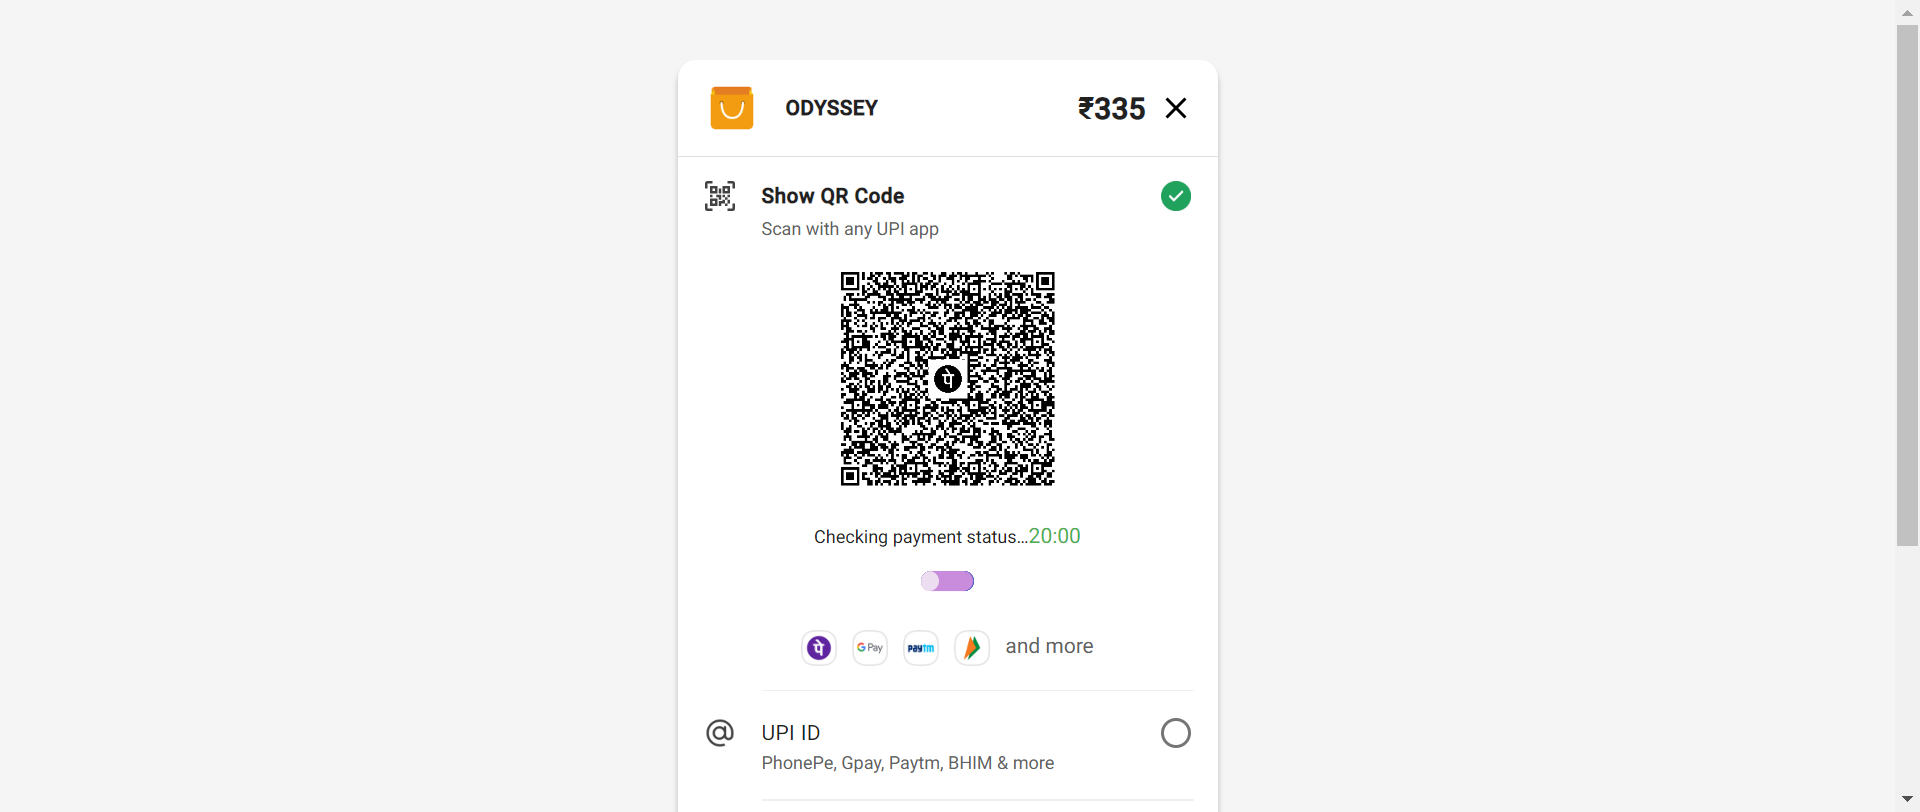 ODYSSEY ₹335
Show QR Code
Scan with any UPI app
पे
Checking payment status...20:00
पे G Pay paytm and more
UPI ID
PhonePe, Gpay, Paytm, BHIM & more